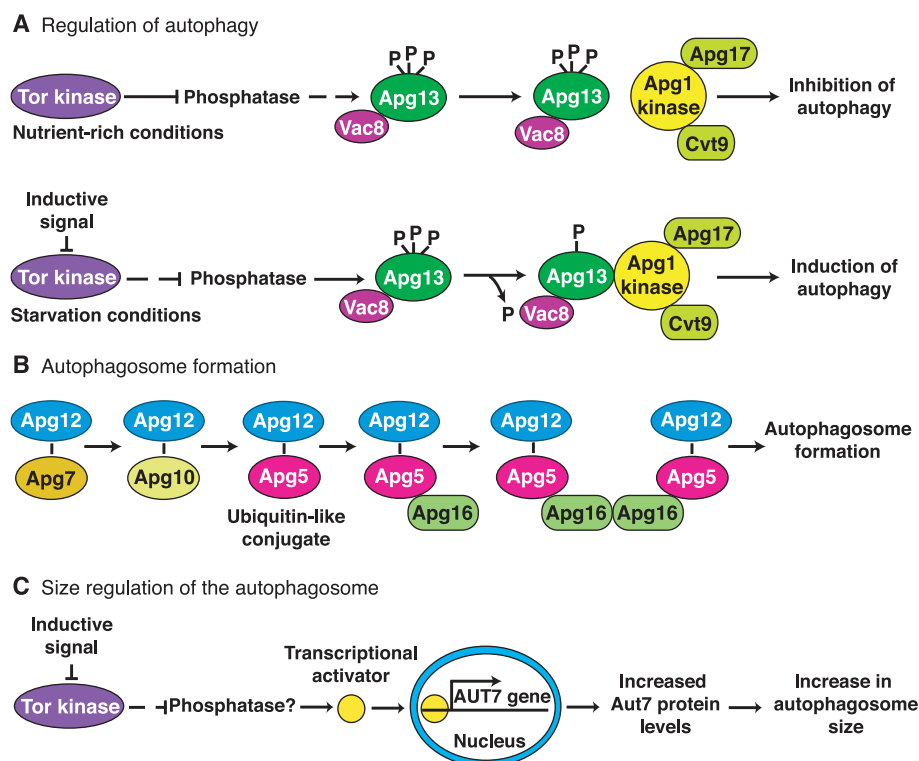 A Regulation of autophagy
P P P
P P P
Apg17
Tor kinase
Phosphatase
Apg13
Apg13
Apg1
kinase
Inhibition of
autophagy
Vac8
Vac8
Cvt9
Nutrient-rich conditions
Inductive
signal
P P P
P
Apg17
Tor kinase
Phosphatase
Apg13
Apg13
Apg1
kinase
Induction of
autophagy
Vac8
P
Vac8
Cvt9
Starvation conditions
B Autophagosome formation
Apg12
Apg12
Apg12
Apg12
Apg12
Apg12
Autophagosome
formation
Apg7
Apg10
Apg5
Apg5
Apg5
Apg5
Apg16
Apg16
Apg16
Ubiquitin-like
conjugate
C Size regulation of the autophagosome
Inductive
signal
Transcriptional
activator
Tor kinase
Phosphatase?
AUT7 gene
Nucleus
Increased
Aut7 protein
levels
Increase in
autophagosome
size